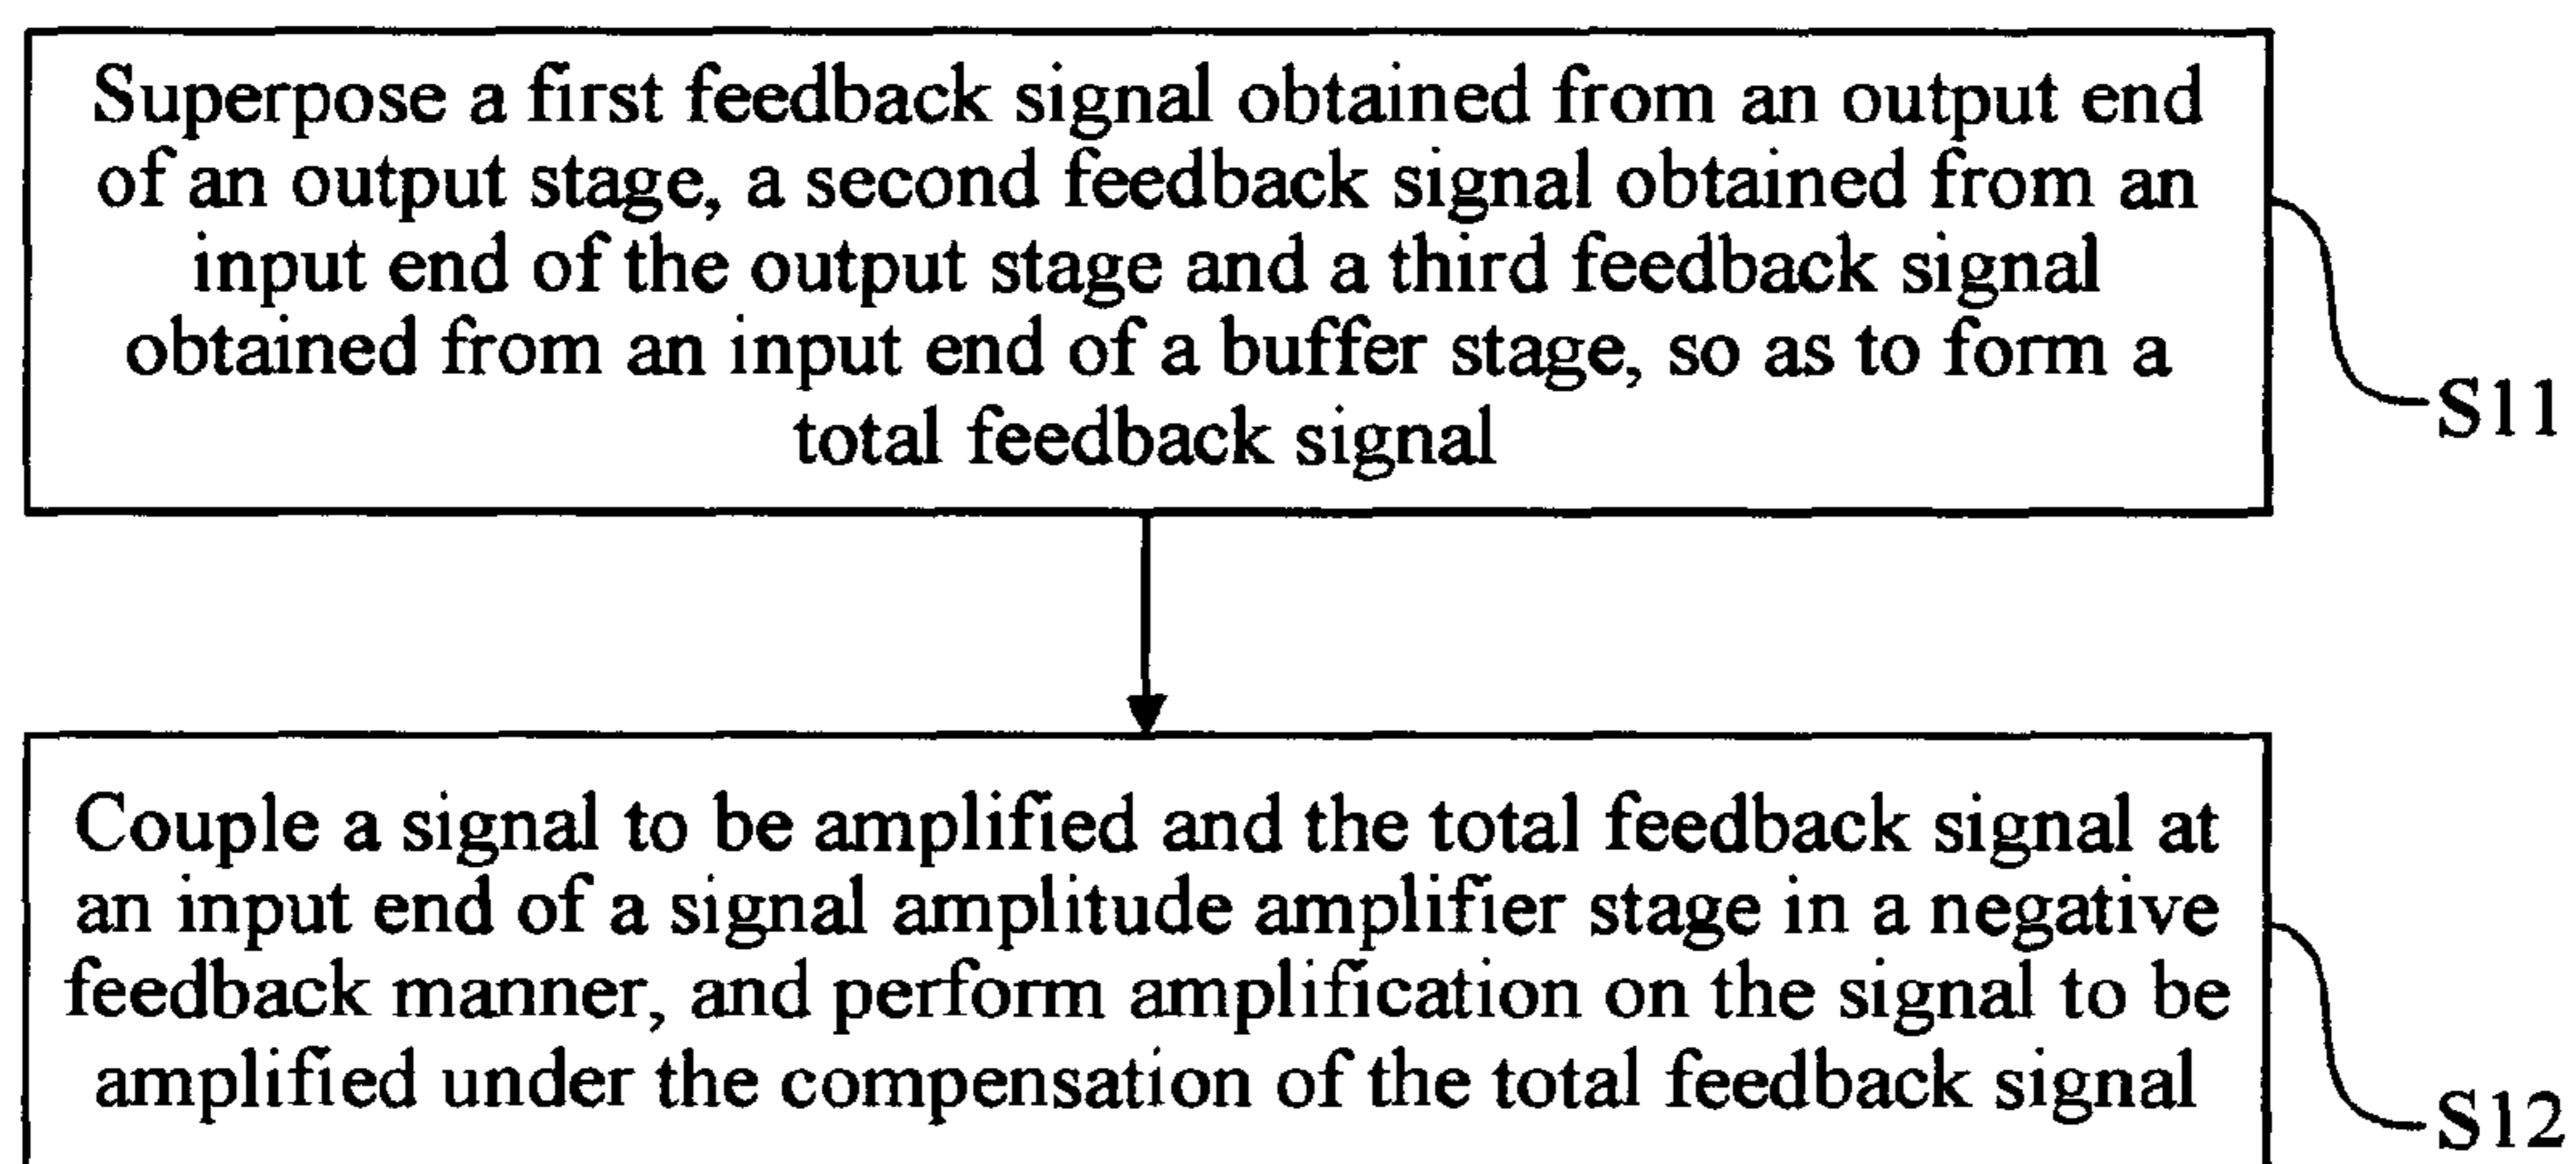 Superpose a first feedback signal obtained from an output end
of an output stage, a second feedback signal obtained from an
input end of the output stage and a third feedback signal
obtained from an input end of a buffer stage, so as to form a
total feedback signal
S11
Couple a signal to be amplified and the total feedback signal at
an input end of a signal amplitude amplifier stage in a negative
feedback manner, and perform amplification on the signal to be
amplified under the compensation of the total feedback signal
S12